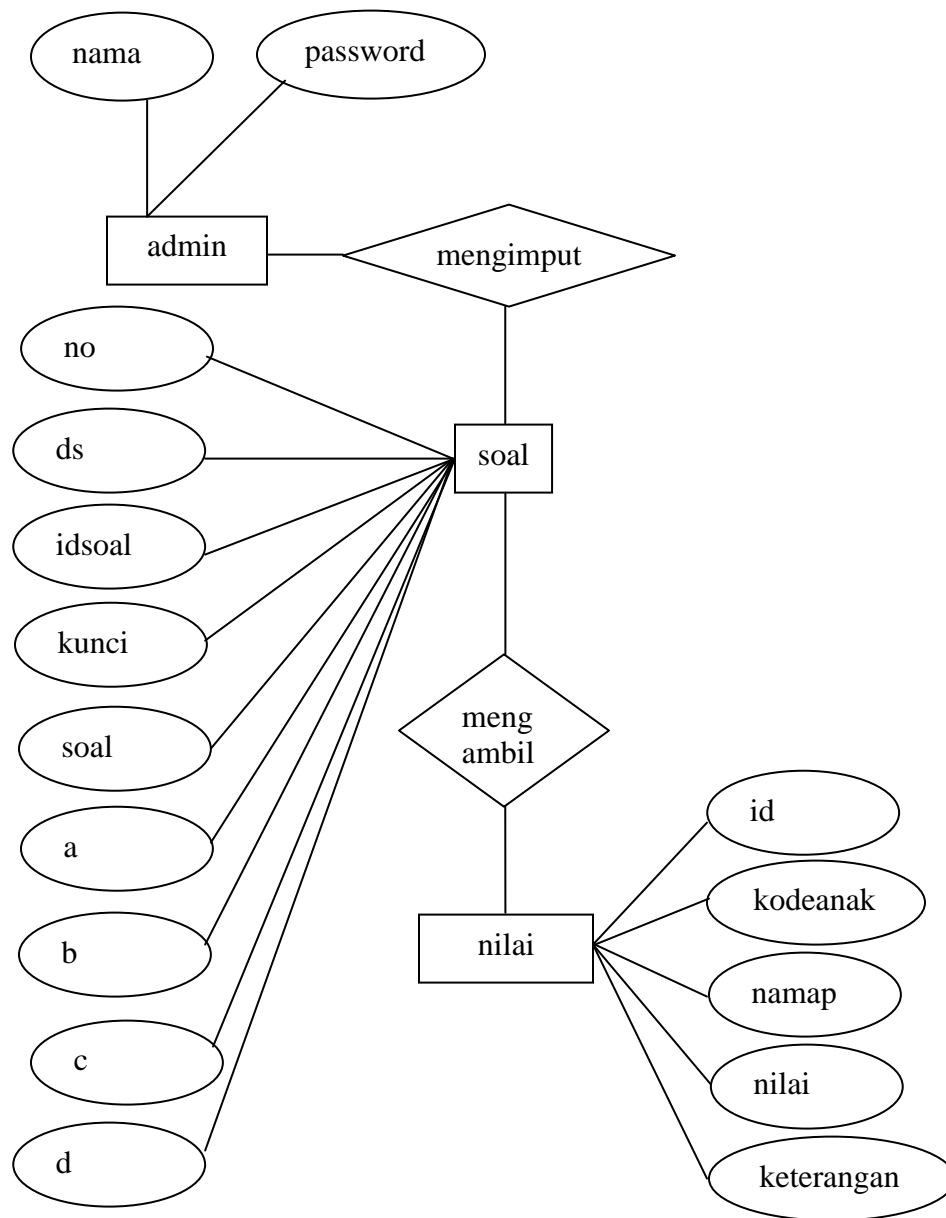 nama
password
admin
mengimput
no
ds
soal
idsoal
kunci
soal
meng
ambil
a
b
c
d
id
kodeanak
nilai
namap
nilai
keterangan